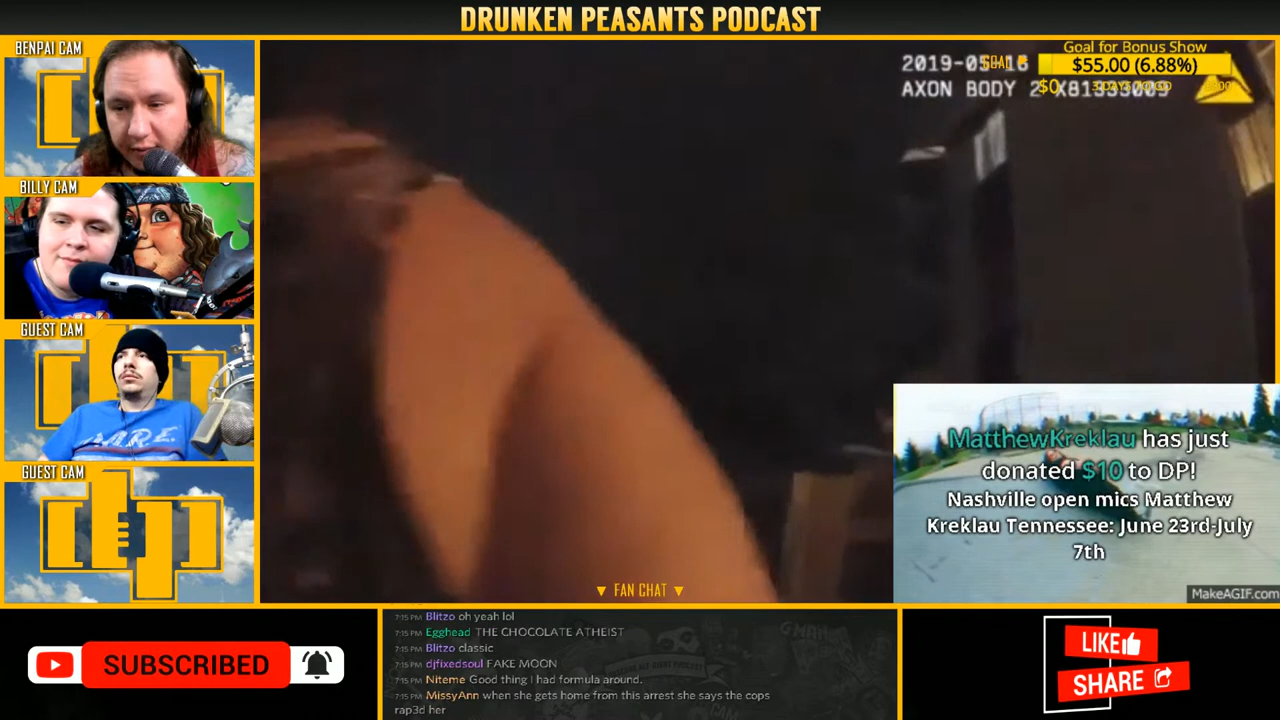 DRUNKEN PEASANTS PODCAST
BENPAI CAM
BILLY CAM
GUEST CAM
GUEST CAM
Goal for Bonus Show
$55.00 (6.88%)
$0
AXON BODY 2
MatthewKreklau has just
donated $10 to DP!
Nashville open mics Matthew
Kreklau Tennessee: June 23rd-July
7th
MakeAGIF.com
▼ FAN CHAT ▼
7:15 PM Blitzo oh yeah lol
7:15 PM Egghead THE CHOCOLATE ATHEIST
7:15 PM Blitzo classic
7:15 PM djfixedsoul FAKE MOON
7:15 PM Niteme Good thing I had formula around.
7:15 PM MissyAnn when she gets home from this arrest she says the cops
rap3d her
SUBSCRIBED
LIKE
SHARE